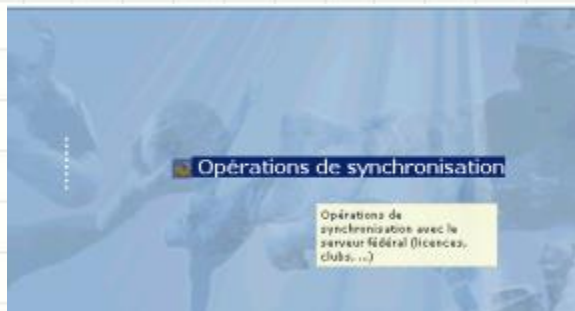 Opérations de synchronisation
Opérations de
synchronisation avec le
serveur fédéral (licences,
clubs, ...)